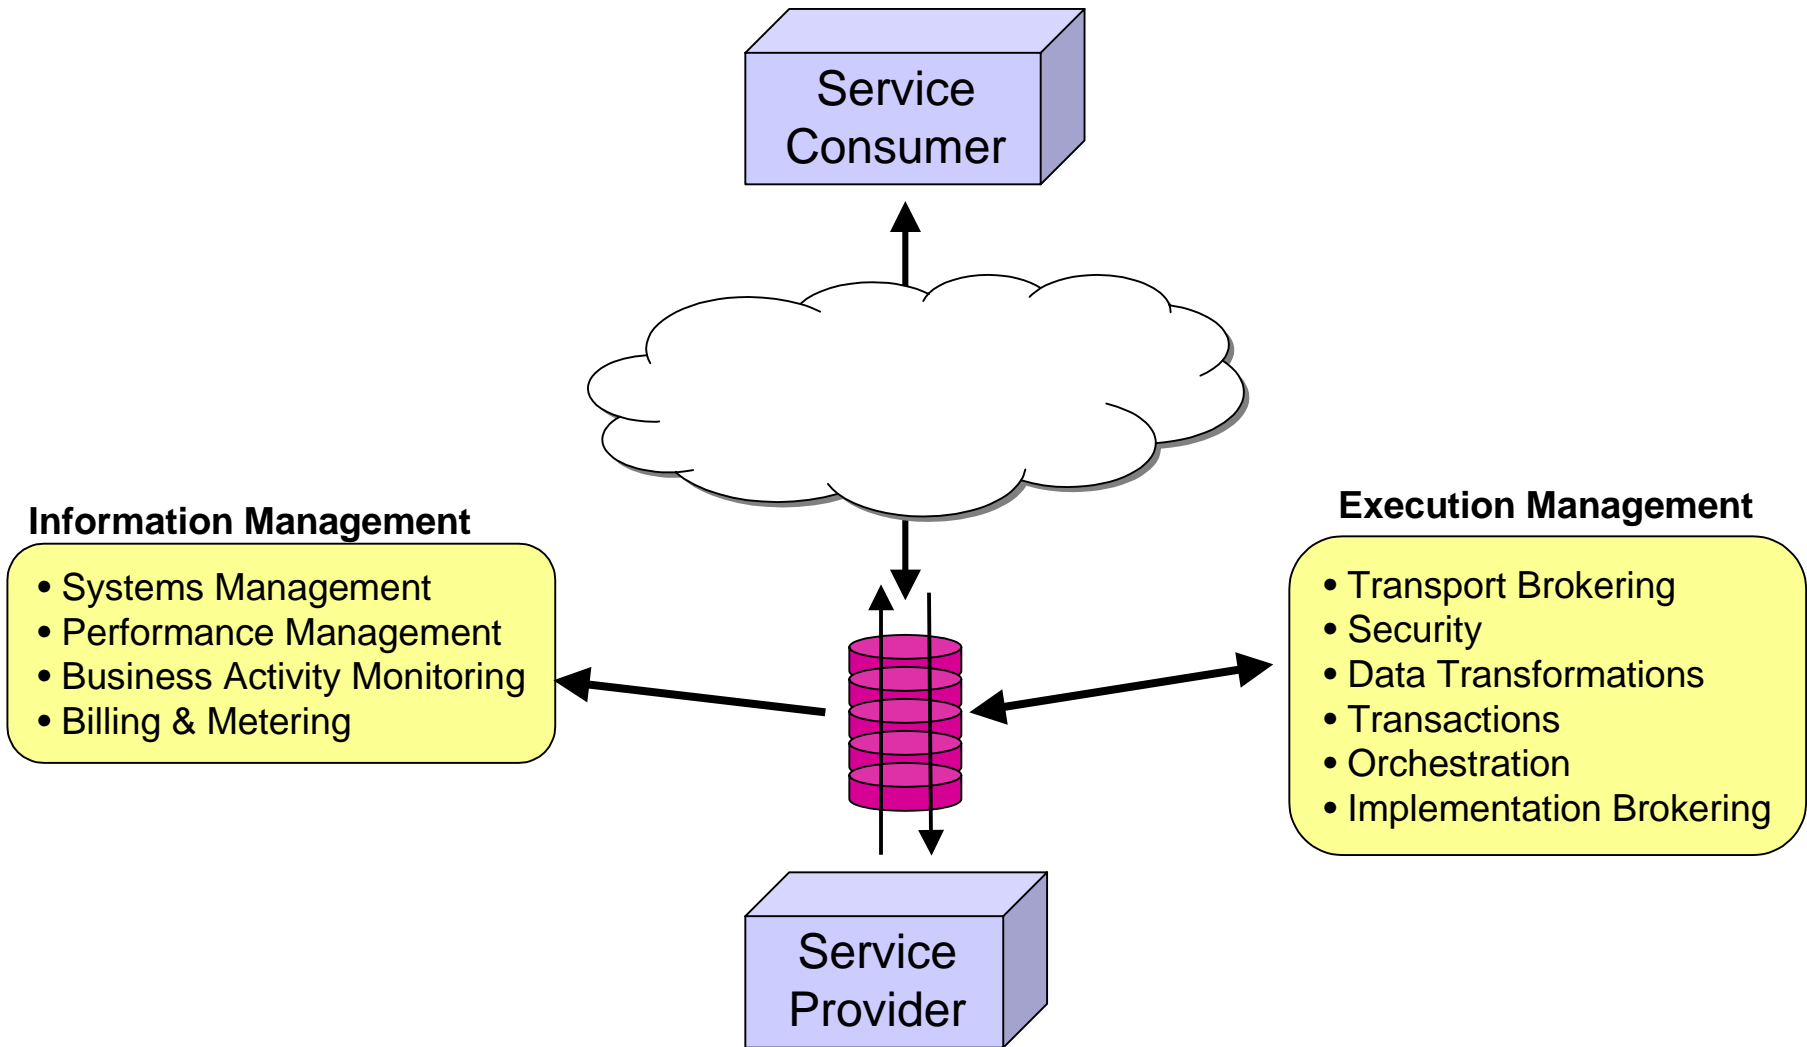 Service
Consumer
Information Management
• Systems Management
• Performance Management
• Business Activity Monitoring
• Billing & Metering
Execution Management
• Transport Brokering
• Security
• Data Transformations
• Transactions
• Orchestration
• Implementation Brokering
Service
Provider